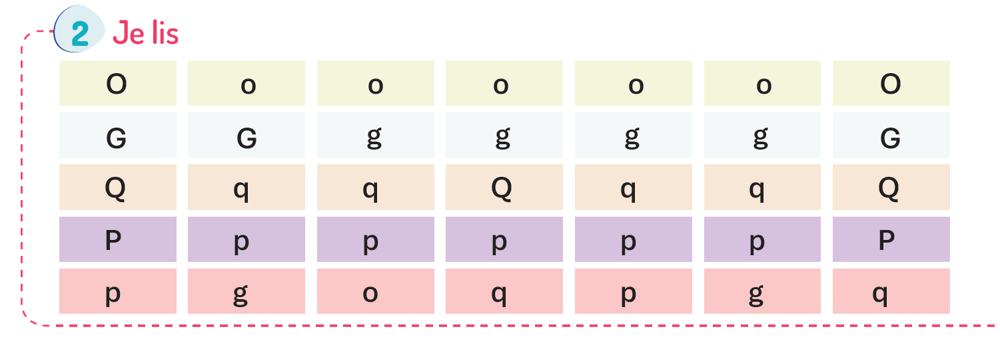 2 Je lis
O o o o o o O
G G g g g g G
Q q q Q q q Q
P p p p p p P
p g o q p g q